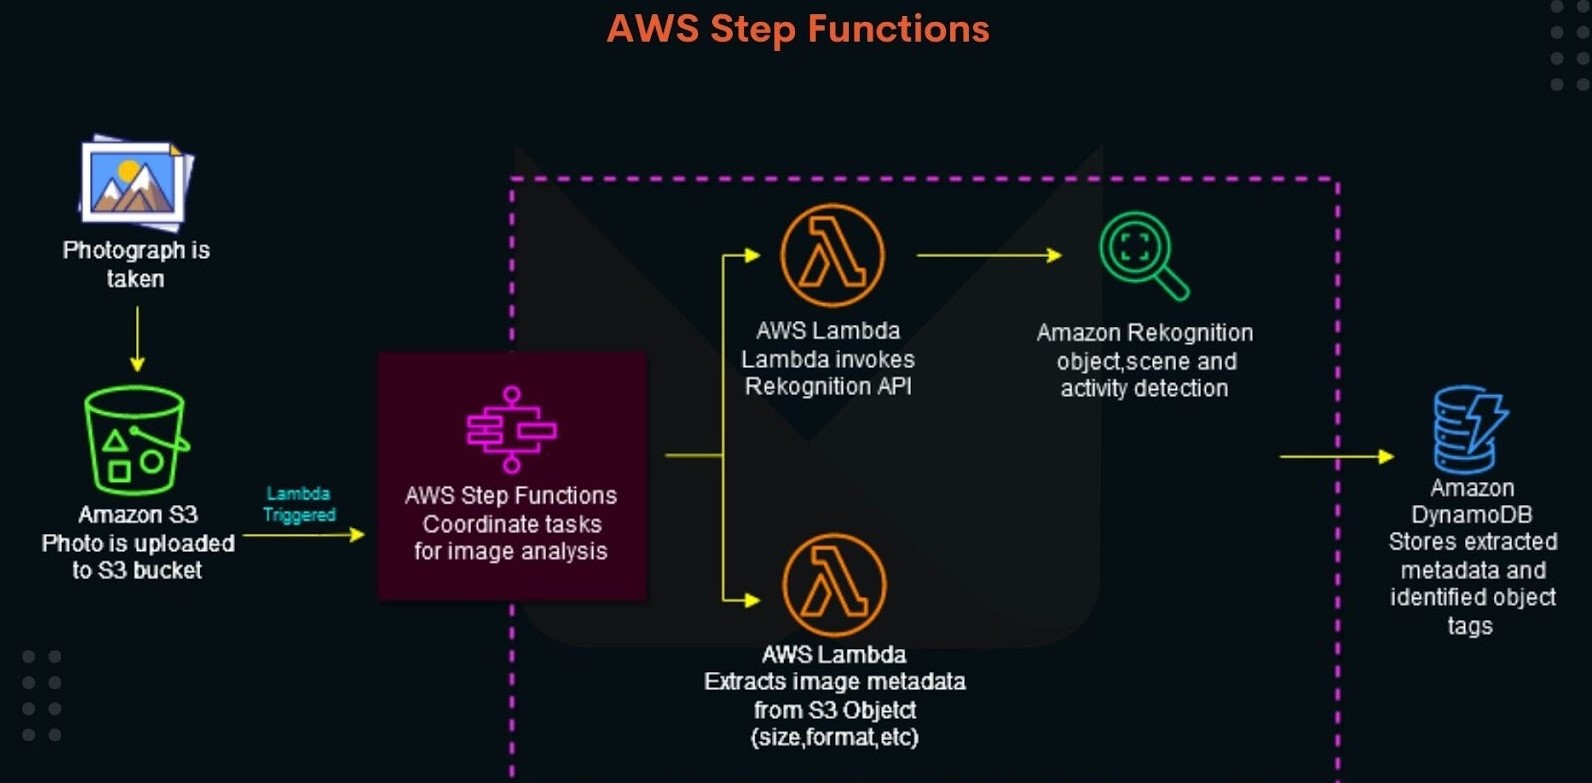 AWS Step Functions
Photograph is
taken
Amazon S3
Photo is uploaded
to S3 bucket
Lambda
Triggered
AWS Step Functions
Coordinate tasks
for image analysis
AWS Lambda
Lambda invokes
Rekognition API
Amazon Rekognition
object,scene and
activity detection
AWS Lambda
Extracts image metadata
from S3 Objetct
(size,format,etc)
Amazon
DynamoDB
Stores extracted
metadata and
identified object
tags